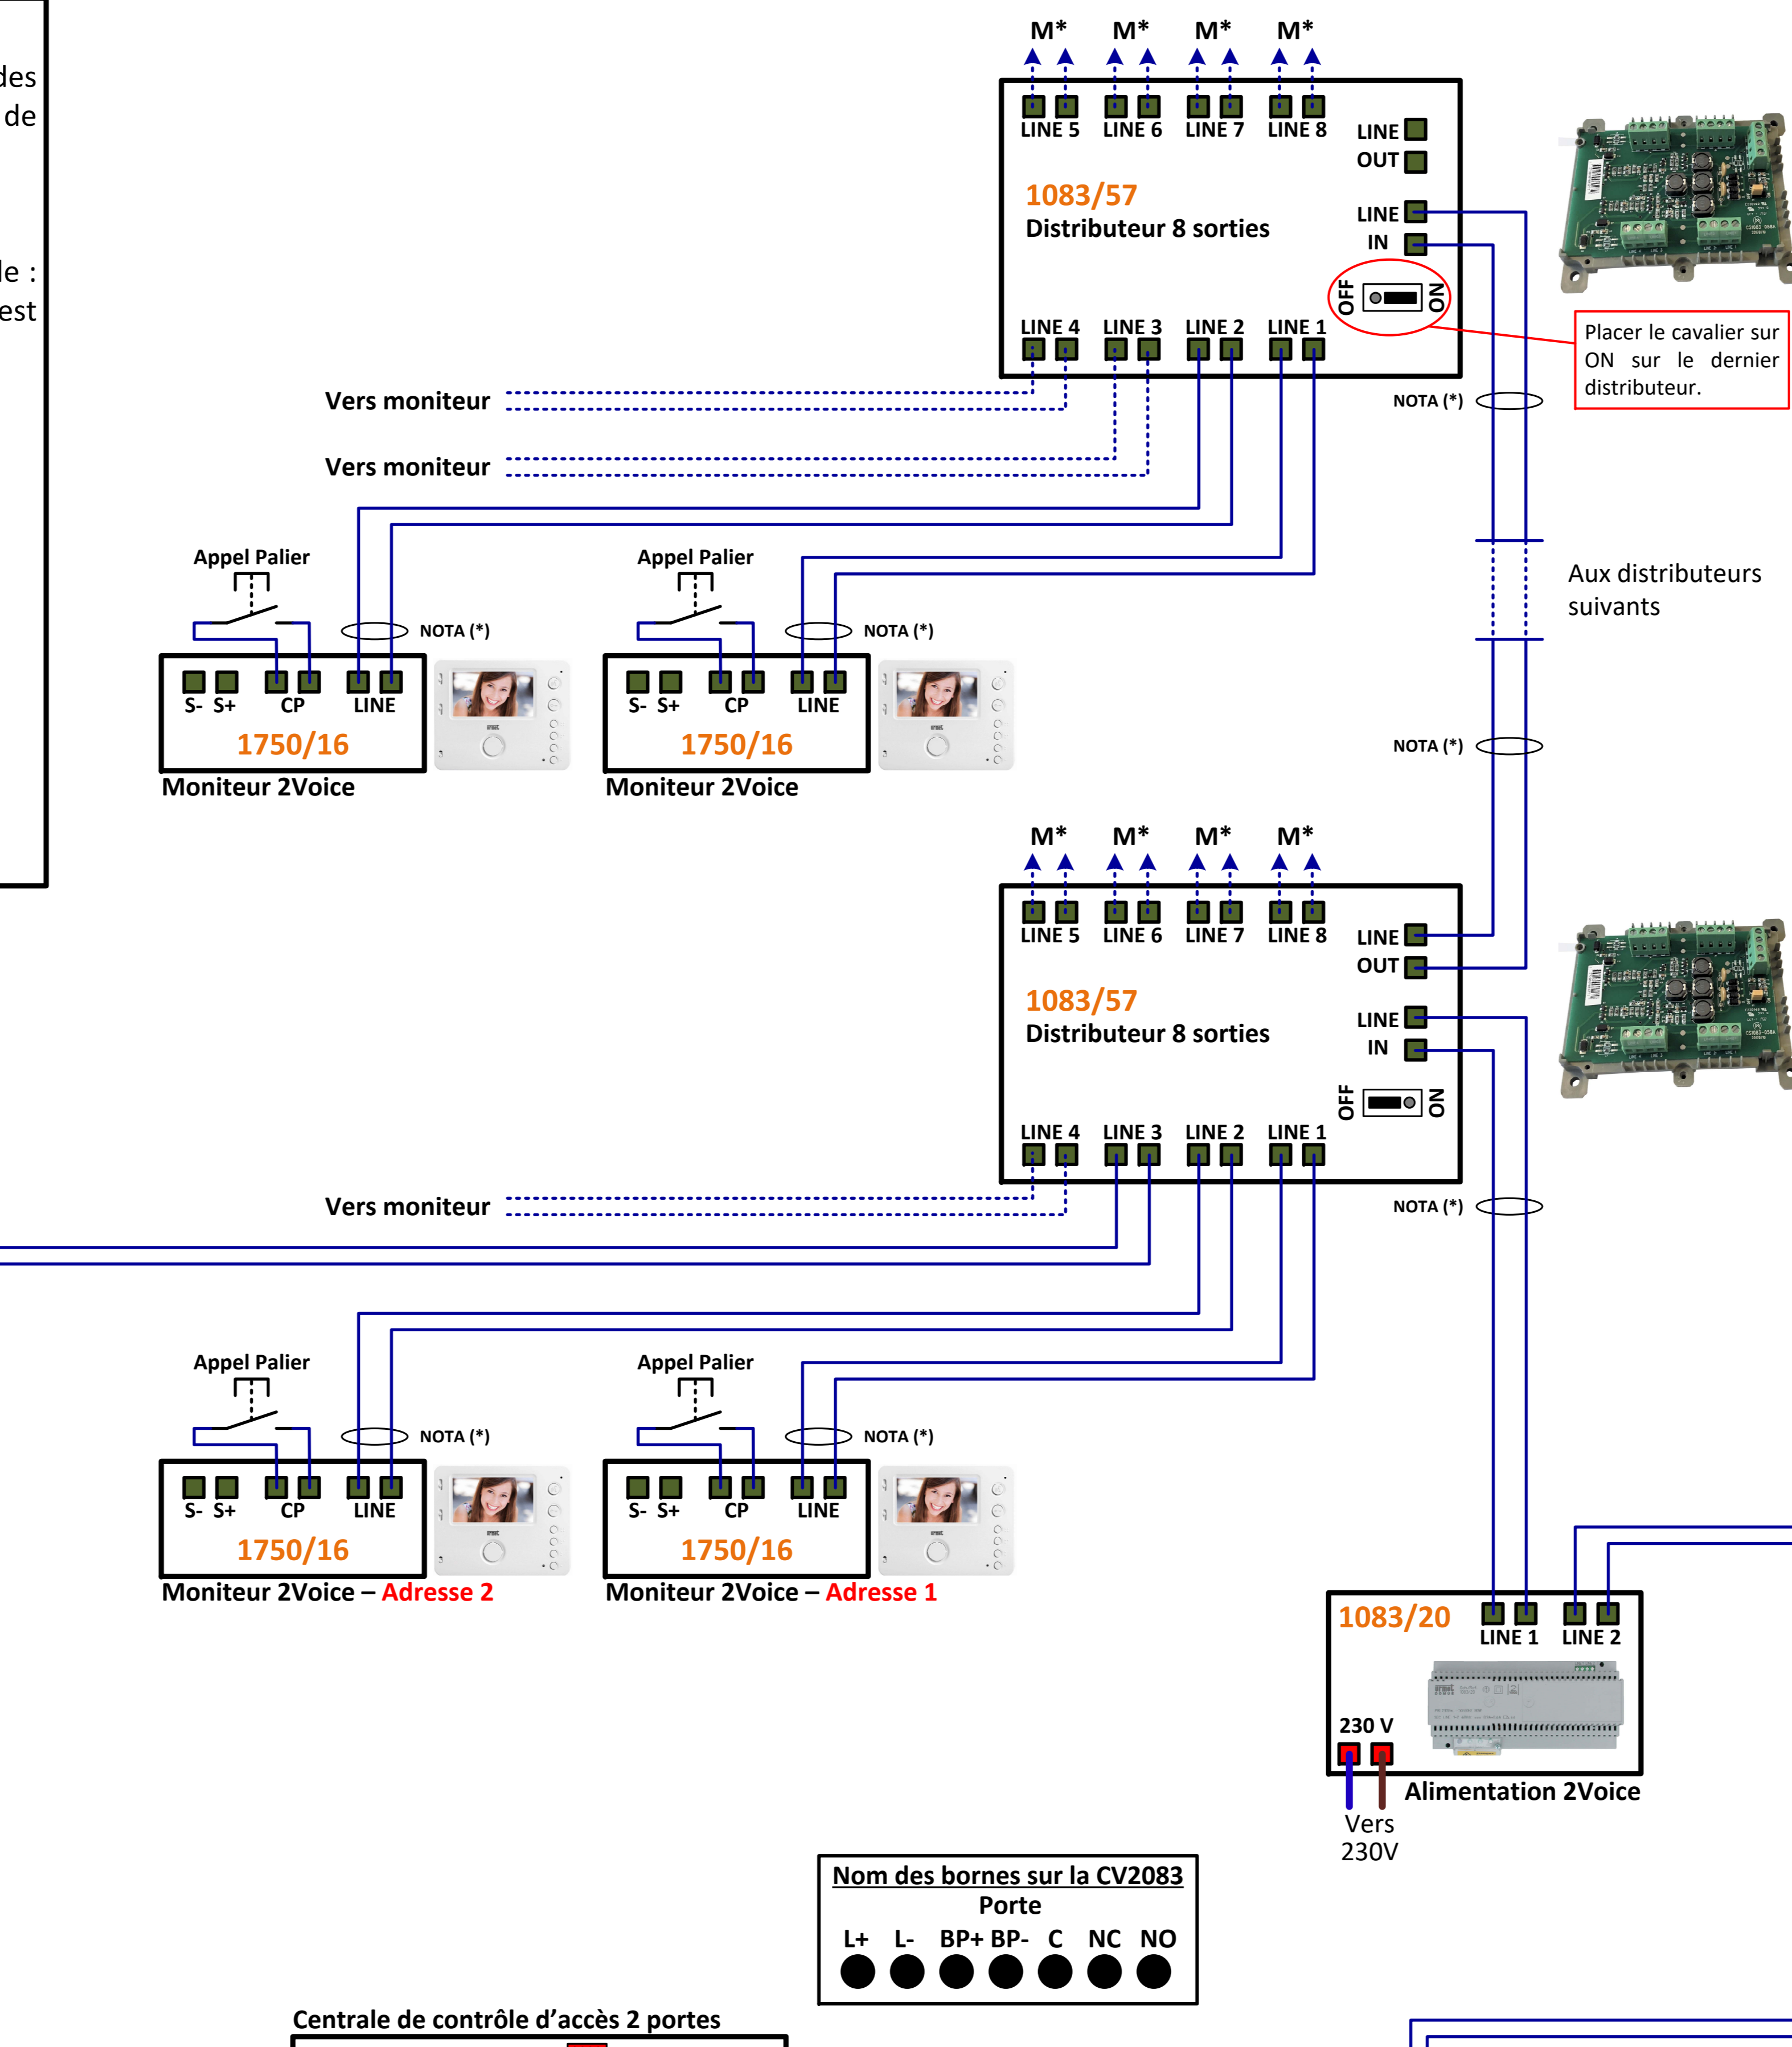 des
de
le :
est
M* M* M* M*
LINE 5 LINE 6 LINE 7 LINE 8
LINE
OUT
1083/57
Distributeur 8 sorties
LINE
IN
OFF ON
LINE 4 LINE 3 LINE 2 LINE 1
Placer le cavalier sur
ON sur le dernier
distributeur.
Vers moniteur
NOTA (*)
Vers moniteur
Appel Palier
Appel Palier
Aux distributeurs
suivants
NOTA (*)
NOTA (*)
S- S+ CP LINE
1750/16
Moniteur 2Voice
S- S+ CP LINE
1750/16
Moniteur 2Voice
NOTA (*)
M* M* M* M*
LINE 5 LINE 6 LINE 7 LINE 8
LINE
OUT
1083/57
Distributeur 8 sorties
LINE
IN
OFF ON
LINE 4 LINE 3 LINE 2 LINE 1
Vers moniteur
NOTA (*)
Appel Palier
Appel Palier
NOTA (*)
NOTA (*)
S- S+ CP LINE
1750/16
Moniteur 2Voice – Adresse 2
S- S+ CP LINE
1750/16
Moniteur 2Voice – Adresse 1
1083/20
LINE 1 LINE 2
230 V
Alimentation 2Voice
Vers
230V
Nom des bornes sur la CV2083
Porte
L+ L- BP+ BP- C NC NO
Centrale de contrôle d’accès 2 portes